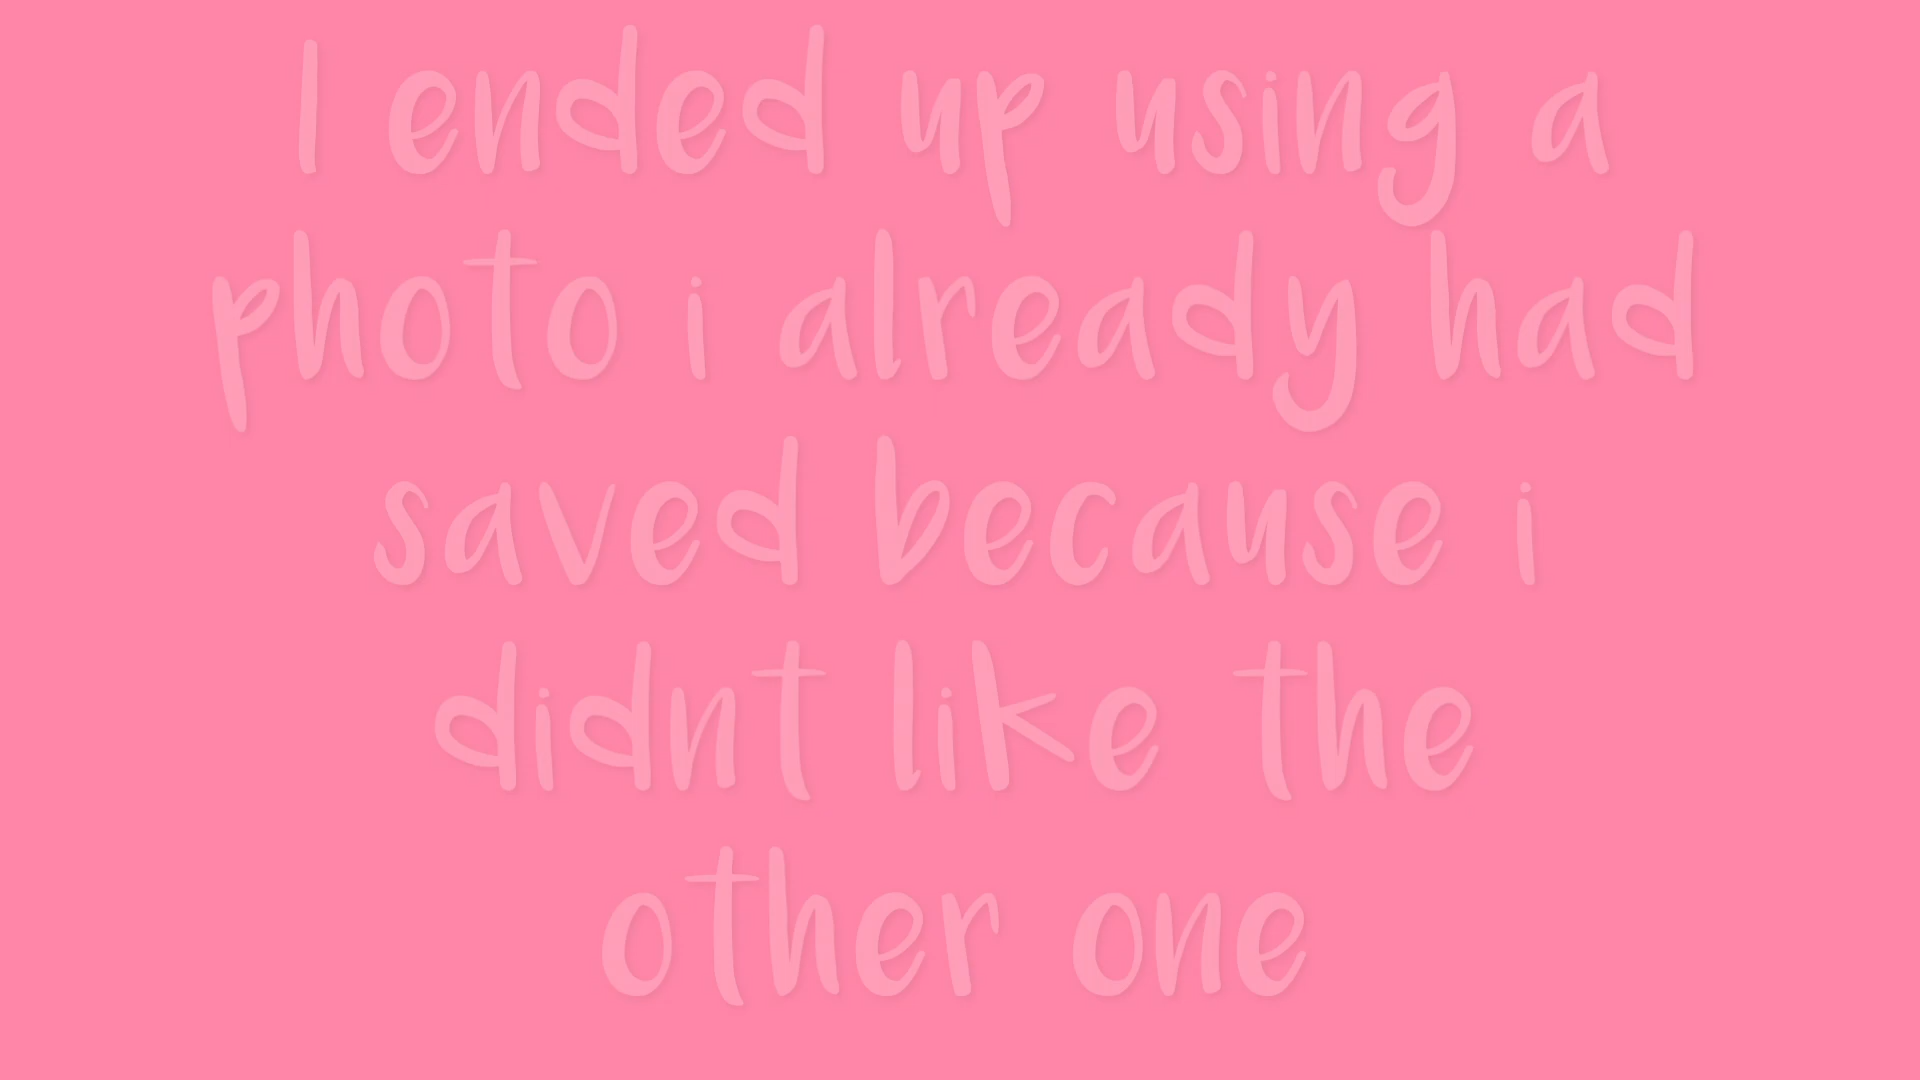 I ended up using a
photo i already had
saved because i
didnt like the
other one